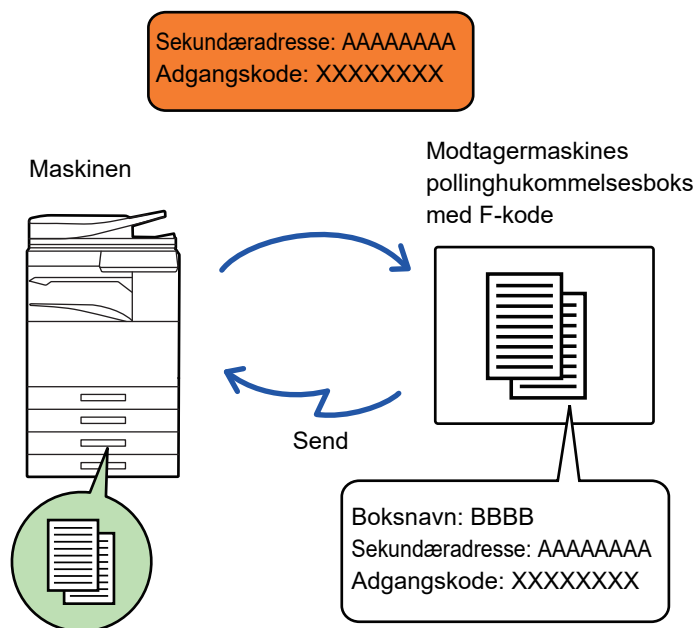 Sekundæradresse: AAAAAAAA
Adgangskode: XXXXXXXX
Maskinen
Modtagermaskines
pollinghukommelsesboks
med F-kode
Send
Boksnavn: BBBB
Sekundæradresse: AAAAAAAA
Adgangskode: XXXXXXXX